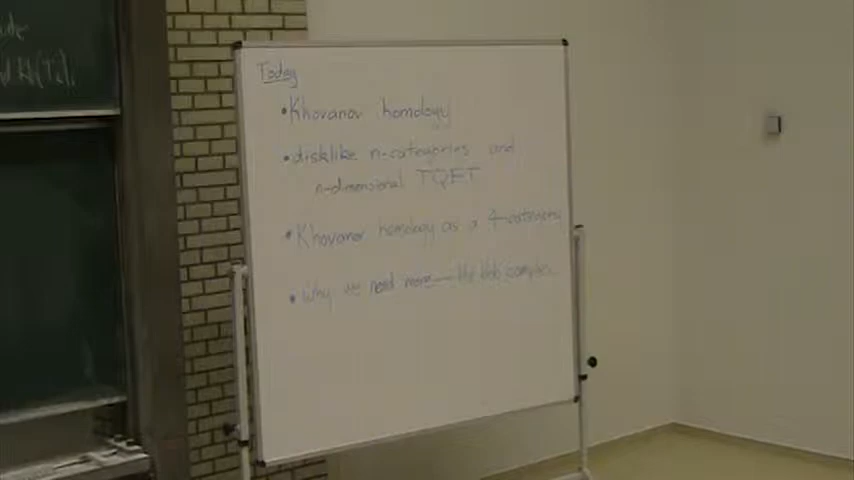 Today
•Khovanov homology
•disklike n-categories and
n-dimensional TQFT
•Khovanov homology as a 4-category
•Why we need more — the blob complex